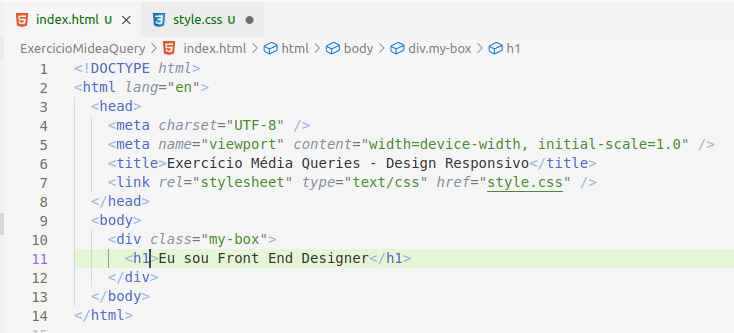 index.html U × style.css U ●
ExercicioMideaQuery > index.html > html > body > div.my-box > h1
1 <!DOCTYPE html>
2 <html lang="en">
3 <head>
4 <meta charset="UTF-8" />
5 <meta name="viewport" content="width=device-width, initial-scale=1.0" />
6 <title>Exercício Média Queries - Design Responsivo</title>
7 <link rel="stylesheet" type="text/css" href="style.css" />
8 </head>
9 <body>
10 <div class="my-box">
11 <h1>Eu sou Front End Designer</h1>
12 </div>
13 </body>
14 </html>
15